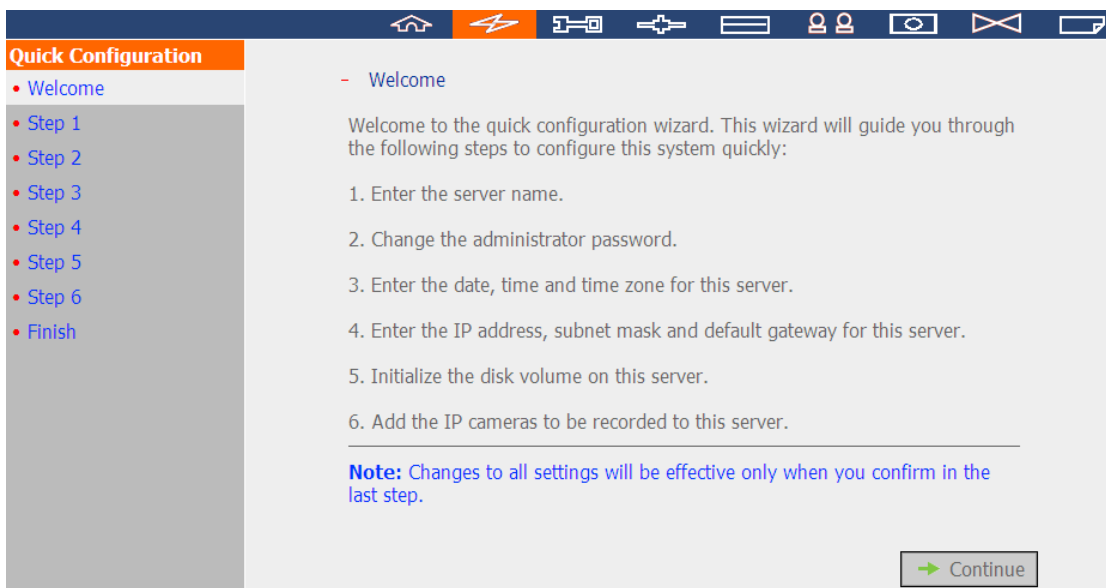 Quick Configuration
• Welcome
• Step 1
• Step 2
• Step 3
• Step 4
• Step 5
• Step 6
• Finish
- Welcome
Welcome to the quick configuration wizard. This wizard will guide you through
the following steps to configure this system quickly:
1. Enter the server name.
2. Change the administrator password.
3. Enter the date, time and time zone for this server.
4. Enter the IP address, subnet mask and default gateway for this server.
5. Initialize the disk volume on this server.
6. Add the IP cameras to be recorded to this server.
Note: Changes to all settings will be effective only when you confirm in the
last step.
Continue